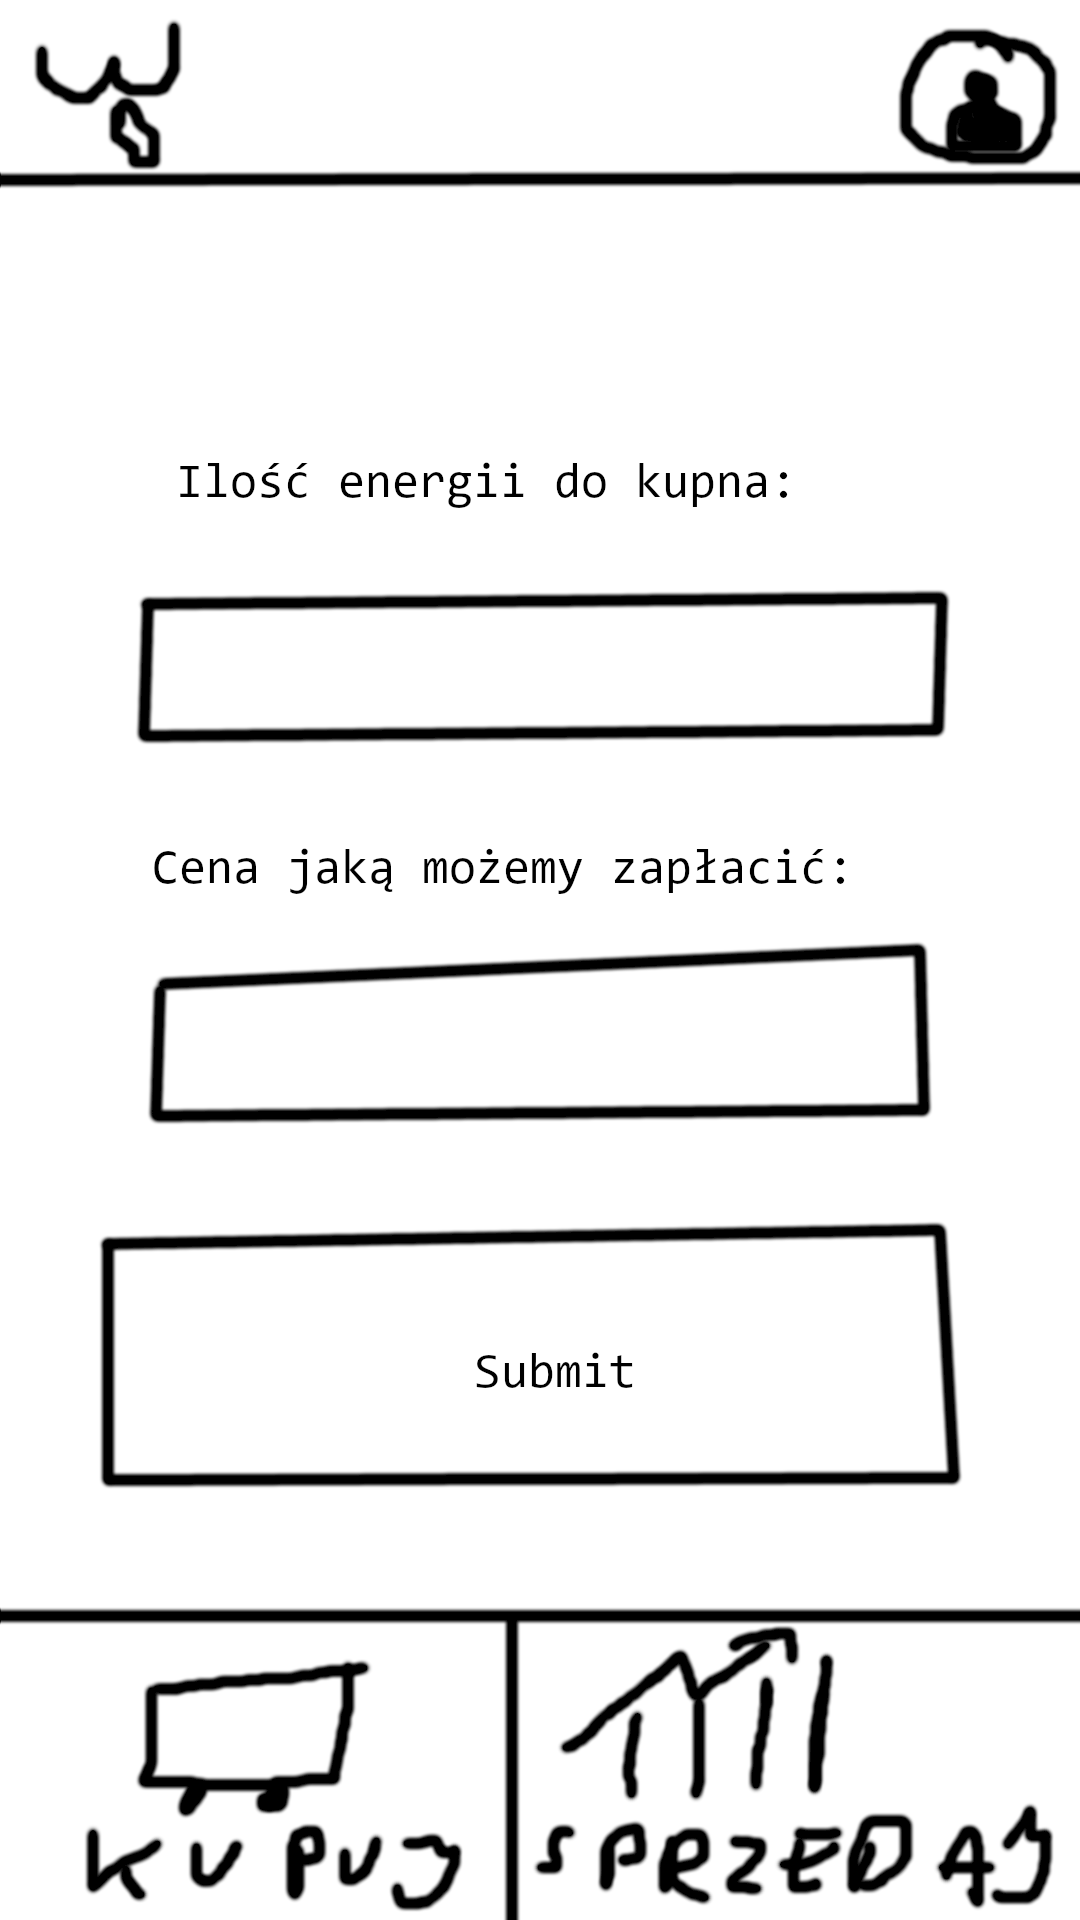 Ilość energii do kupna:
Cena jaką możemy zapłacić:
Submit
KUPUJ
SPRZEDAJ